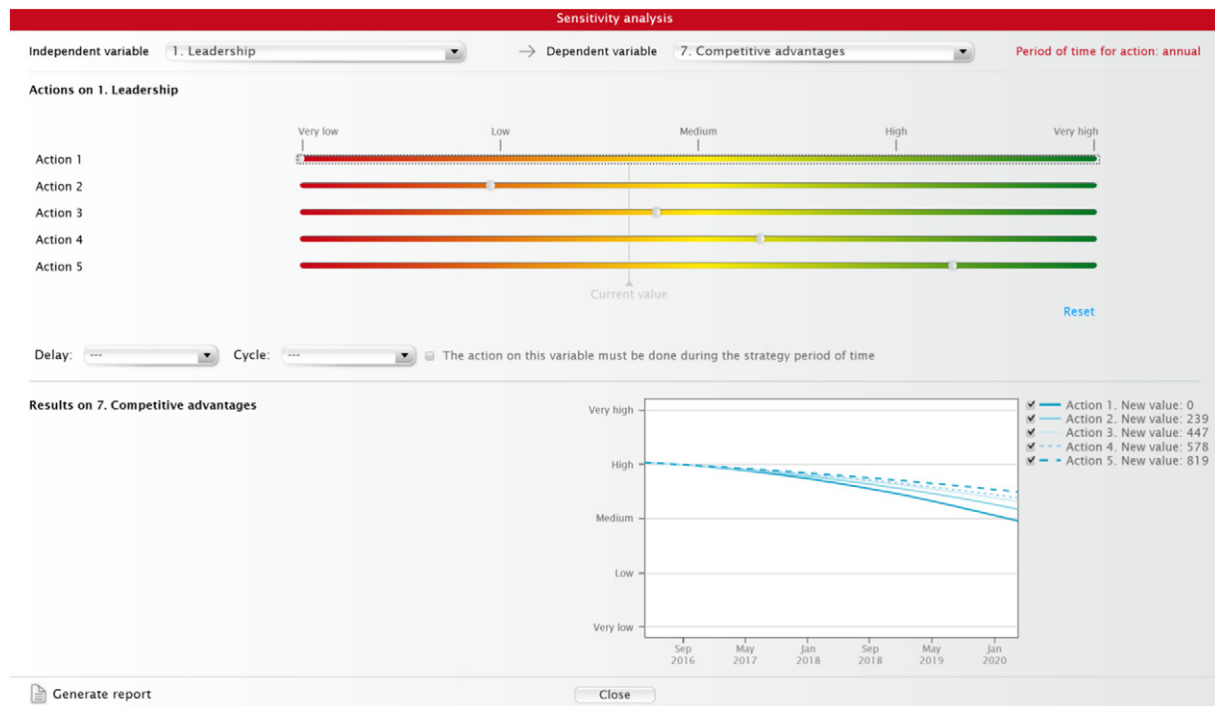 Sensitivity analysis
Independent variable 1. Leadership → Dependent variable 7. Competitive advantages Period of time for action: annual
Actions on 1. Leadership
Very low Low Medium High Very high
Action 1
Action 2
Action 3
Action 4
Action 5
Current value
Reset
Delay: --- Cycle: --- The action on this variable must be done during the strategy period of time
Results on 7. Competitive advantages
Very high
High
Medium
Low
Very low
Sep May Jan Sep May Jan
2016 2017 2018 2018 2019 2020
Action 1. New value: 0
Action 2. New value: 239
Action 3. New value: 447
Action 4. New value: 578
Action 5. New value: 819
Generate report Close